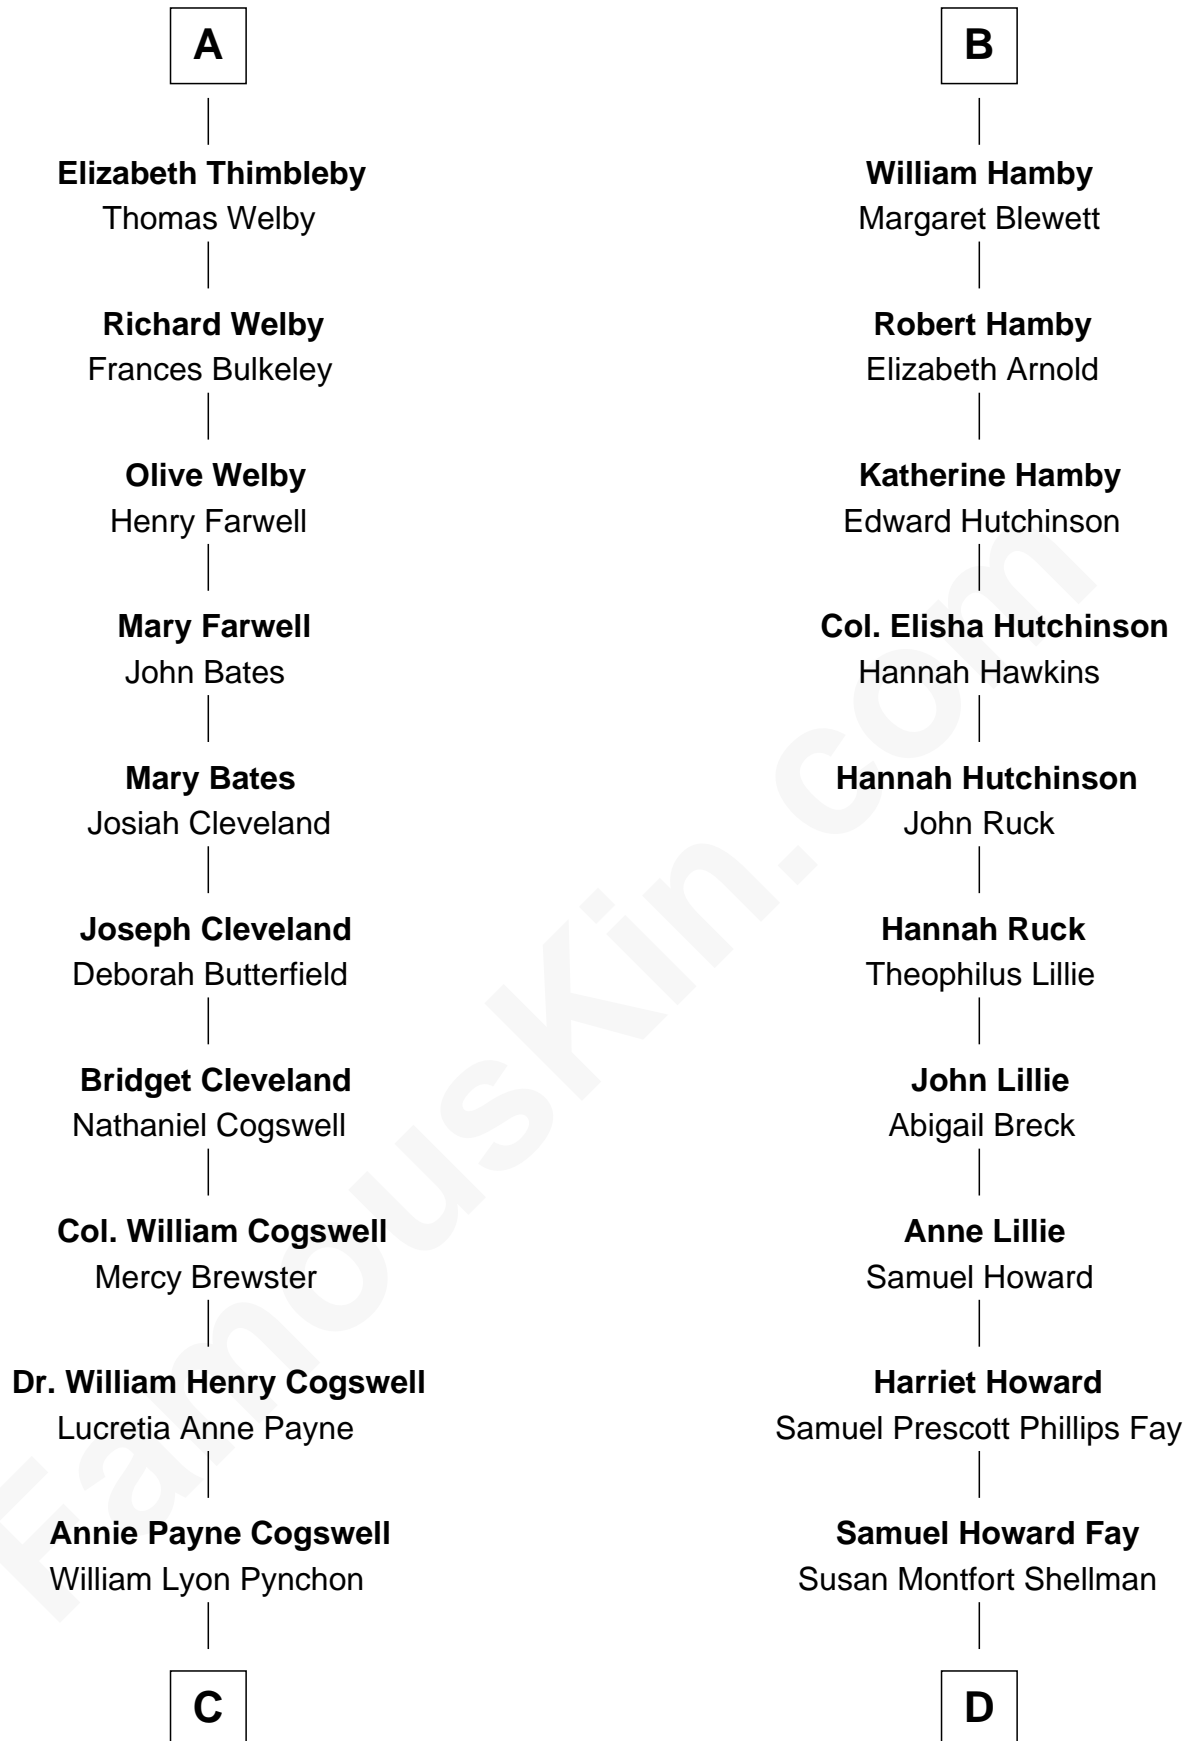 A
Elizabeth Thimbleby
Thomas Welby
Richard Welby
Frances Bulkeley
Olive Welby
Henry Farwell
Mary Farwell
John Bates
Mary Bates
Josiah Cleveland
Joseph Cleveland
Deborah Butterfield
Bridget Cleveland
Nathaniel Cogswell
Col. William Cogswell
Mercy Brewster
Dr. William Henry Cogswell
Lucretia Anne Payne
Annie Payne Cogswell
William Lyon Pynchon
C
B
William Hamby
Margaret Blewett
Robert Hamby
Elizabeth Arnold
Katherine Hamby
Edward Hutchinson
Col. Elisha Hutchinson
Hannah Hawkins
Hannah Hutchinson
John Ruck
Hannah Ruck
Theophilus Lillie
John Lillie
Abigail Breck
Anne Lillie
Samuel Howard
Harriet Howard
Samuel Prescott Phillips Fay
Samuel Howard Fay
Susan Montfort Shellman
D
FamousKin.com